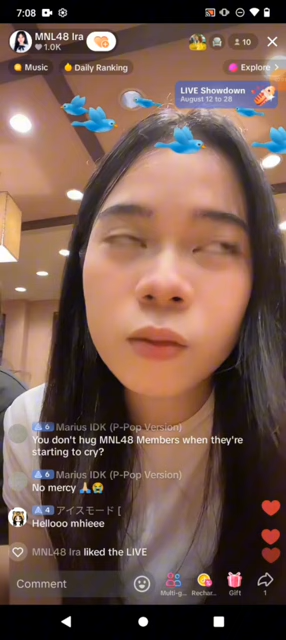 7:08
MNL48 Ira
1.0K
10
Music
Daily Ranking
Explore >
LIVE Showdown
August 12 to 28
6 Marius IDK (P-Pop Version)
You don't hug MNL48 Members when they're
starting to cry?
6 Marius IDK (P-Pop Version)
No mercy 🙏😭
4 アイスモード [
Hellooo mhieee
MNL48 Ira liked the LIVE
Comment
Multi-g...
Rechar...
Gift
1